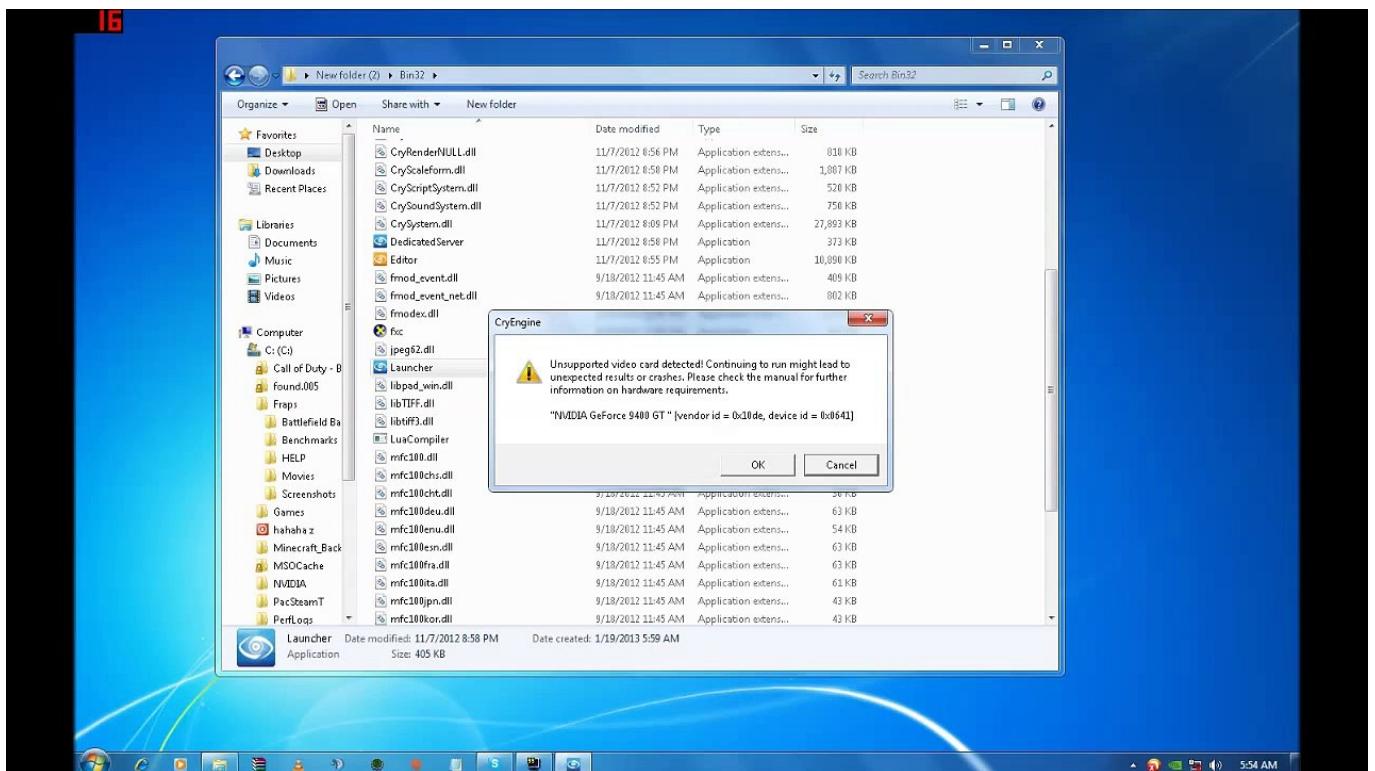 16
New folder (2) Bin32
Search Bin32
Organize Open Share with New folder
Name Date modified Type Size
Favorites
Desktop
Downloads
Recent Places
Libraries
Documents
Music
Pictures
Videos
Computer
C: (C:)
Call of Duty - B
found.005
Fraps
Battlefield Ba
Benchmarks
HELP
Movies
Screenshots
Games
hahaha z
Minecraft_Back
MSOCache
NVIDIA
PacSteamT
PerfLogs
CryRenderNULL.dll 11/7/2012 8:56 PM Application extens... 818 KB
CryScaleform.dll 11/7/2012 8:58 PM Application extens... 1,887 KB
CryScriptSystem.dll 11/7/2012 8:52 PM Application extens... 520 KB
CrySoundSystem.dll 11/7/2012 8:52 PM Application extens... 750 KB
CrySystem.dll 11/7/2012 8:09 PM Application extens... 27,893 KB
DedicatedServer 11/7/2012 8:58 PM Application 373 KB
Editor 11/7/2012 8:55 PM Application 10,890 KB
fmod_event.dll 9/18/2012 11:45 AM Application extens... 409 KB
fmod_event_net.dll 9/18/2012 11:45 AM Application extens... 802 KB
fmodex.dll
fxc
jpeg62.dll
Launcher
libpad_win.dll
libTIFF.dll
libtiff3.dll
LuaCompiler
mfc100.dll
mfc100chs.dll
mfc100cht.dll 9/18/2012 11:45 AM Application extens... 36 KB
mfc100deu.dll 9/18/2012 11:45 AM Application extens... 63 KB
mfc100enu.dll 9/18/2012 11:45 AM Application extens... 54 KB
mfc100esn.dll 9/18/2012 11:45 AM Application extens... 63 KB
mfc100fra.dll 9/18/2012 11:45 AM Application extens... 63 KB
mfc100ita.dll 9/18/2012 11:45 AM Application extens... 61 KB
mfc100jpn.dll 9/18/2012 11:45 AM Application extens... 43 KB
mfc100kor.dll 9/18/2012 11:45 AM Application extens... 43 KB
CryEngine
Unsupported video card detected! Continuing to run might lead to
unexpected results or crashes. Please check the manual for further
information on hardware requirements.
"NVIDIA GeForce 9400 GT " [vendor id = 0x10de, device id = 0x0641]
OK Cancel
Launcher Date modified: 11/7/2012 8:58 PM Date created: 1/19/2013 5:59 AM
Application Size: 405 KB
5:54 AM